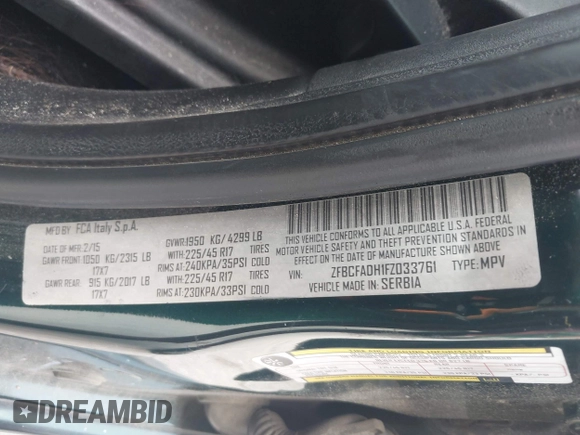 MFD BY FCA Italy S.p.A.
DATE OF MFR: 2/15
GVWR: 1950 KG/ 4299 LB
GAWR FRONT: 1050 KG/ 2315 LB WITH: 225/45 R17 TIRES
17X7 RIMS AT: 240KPA/35PSI COLD
GAWR REAR: 915 KG/ 2017 LB WITH: 225/45 R17 TIRES
17X7 RIMS AT: 230KPA/33PSI COLD
THIS VEHICLE CONFORMS TO ALL APPLICABLE U.S.A. FEDERAL
MOTOR VEHICLE SAFETY, BUMPER, AND THEFT PREVENTION STANDARDS IN
EFFECT ON THE DATE OF MANUFACTURE SHOWN ABOVE
VIN: ZFBCFADH1FZ033761 TYPE: MPV
VEHICLE MADE IN: SERBIA
DREAMBID